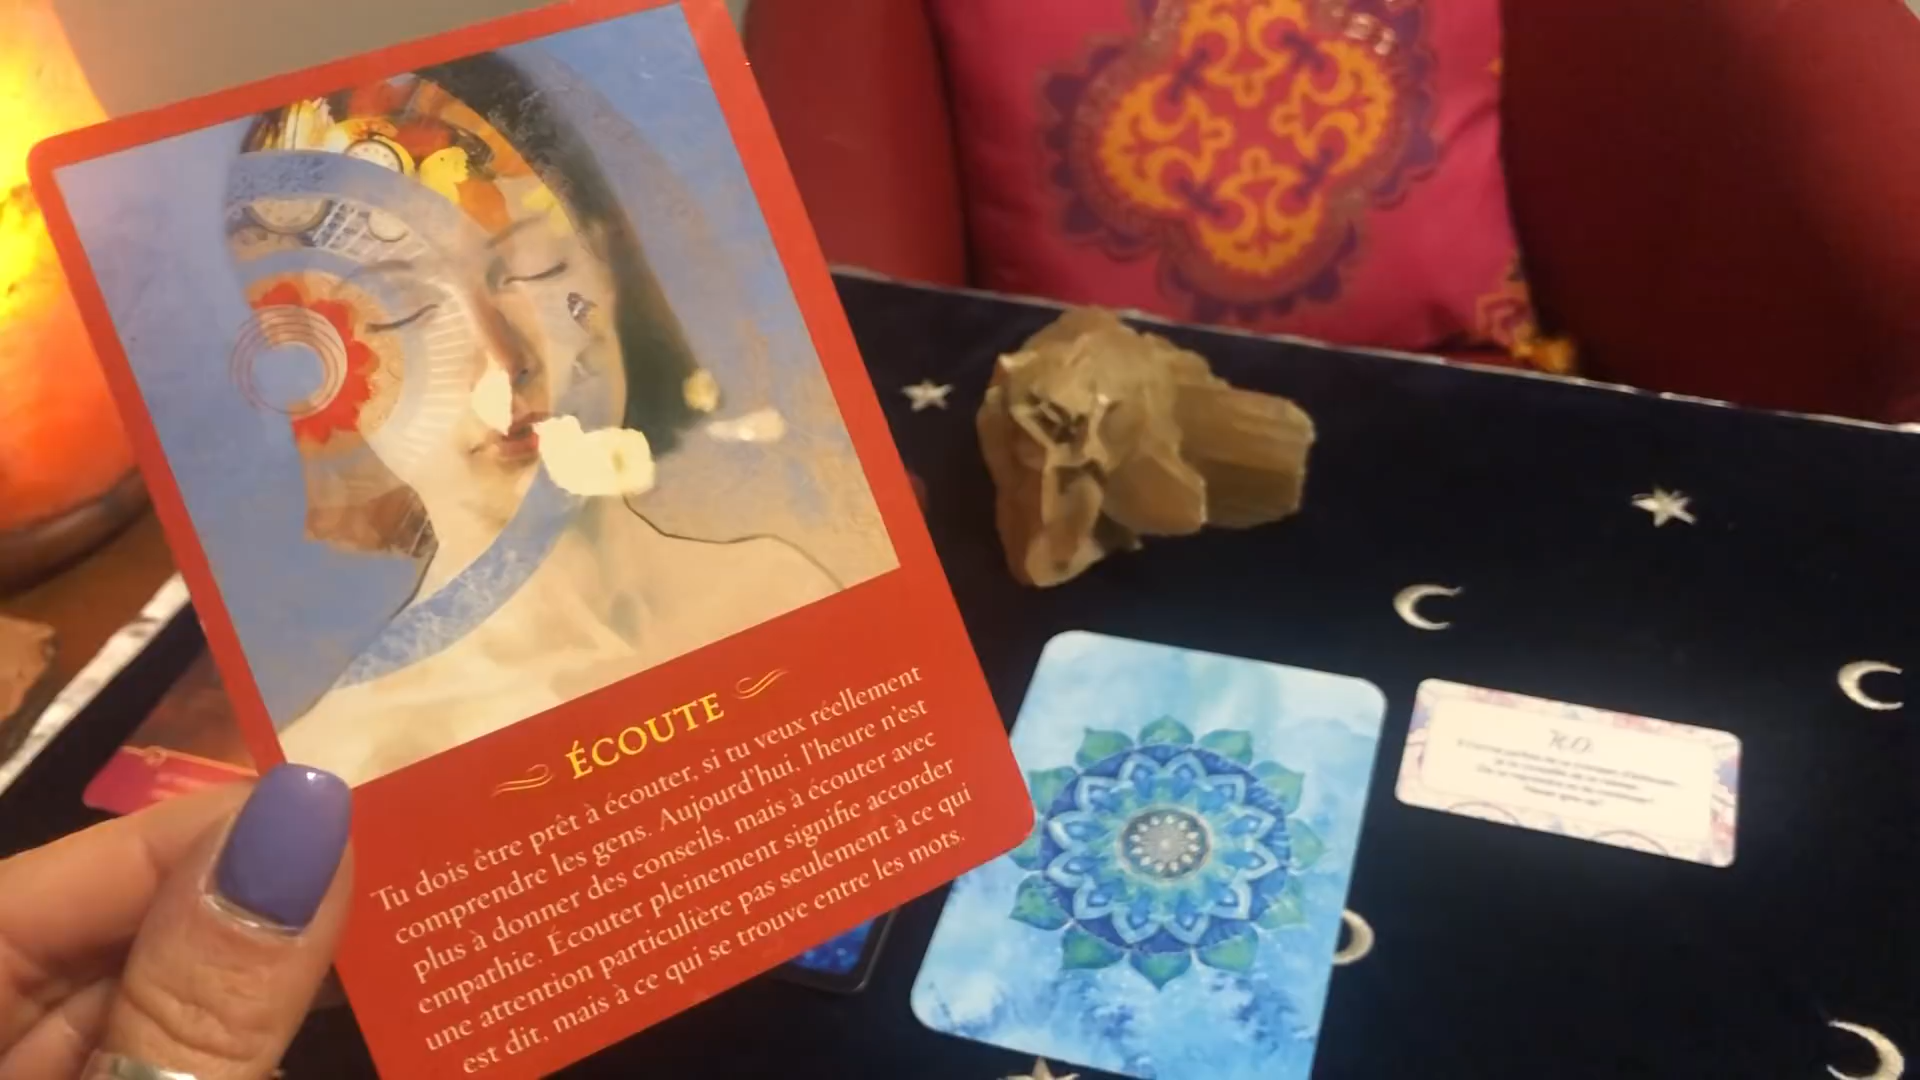 ÉCOUTE
Tu dois être prêt à écouter, si tu veux réellement
comprendre les gens. Aujourd'hui, l'heure n'est
plus à donner des conseils, mais à écouter avec
empathie. Écouter pleinement signifie accorder
une attention particulière pas seulement à ce qui
est dit, mais à ce qui se trouve entre les mots.